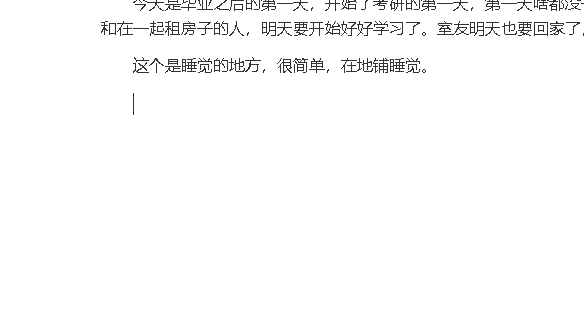 今天是毕业之后的第一天，开始了考研的第一天，第一天啥都没
和在一起租房子的人，明天要开始好好学习了。室友明天也要回家了，
这个是睡觉的地方，很简单，在地铺睡觉。